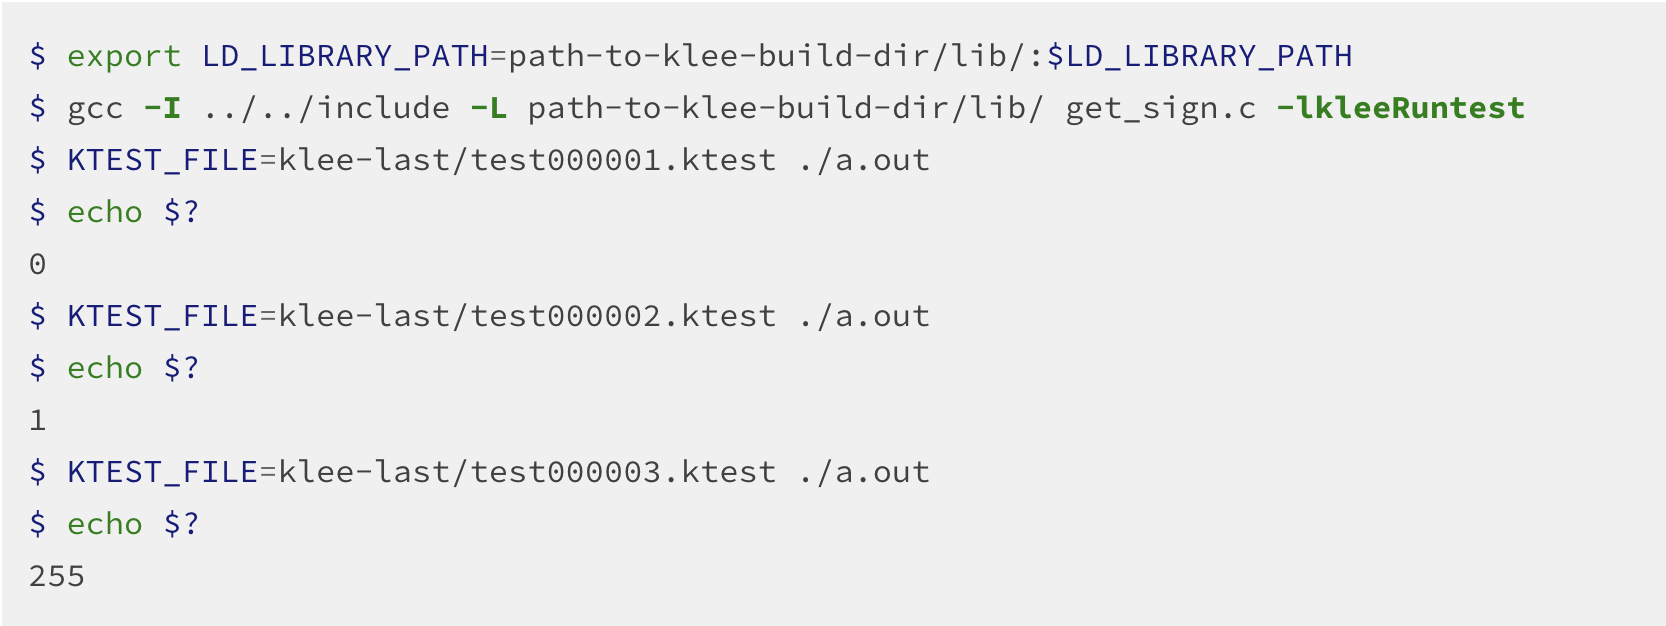 $ export LD_LIBRARY_PATH=path-to-klee-build-dir/lib/:$LD_LIBRARY_PATH
$ gcc -I ../../include -L path-to-klee-build-dir/lib/ get_sign.c -lkleeRuntest
$ KTEST_FILE=klee-last/test000001.ktest ./a.out
$ echo $?
0
$ KTEST_FILE=klee-last/test000002.ktest ./a.out
$ echo $?
1
$ KTEST_FILE=klee-last/test000003.ktest ./a.out
$ echo $?
255